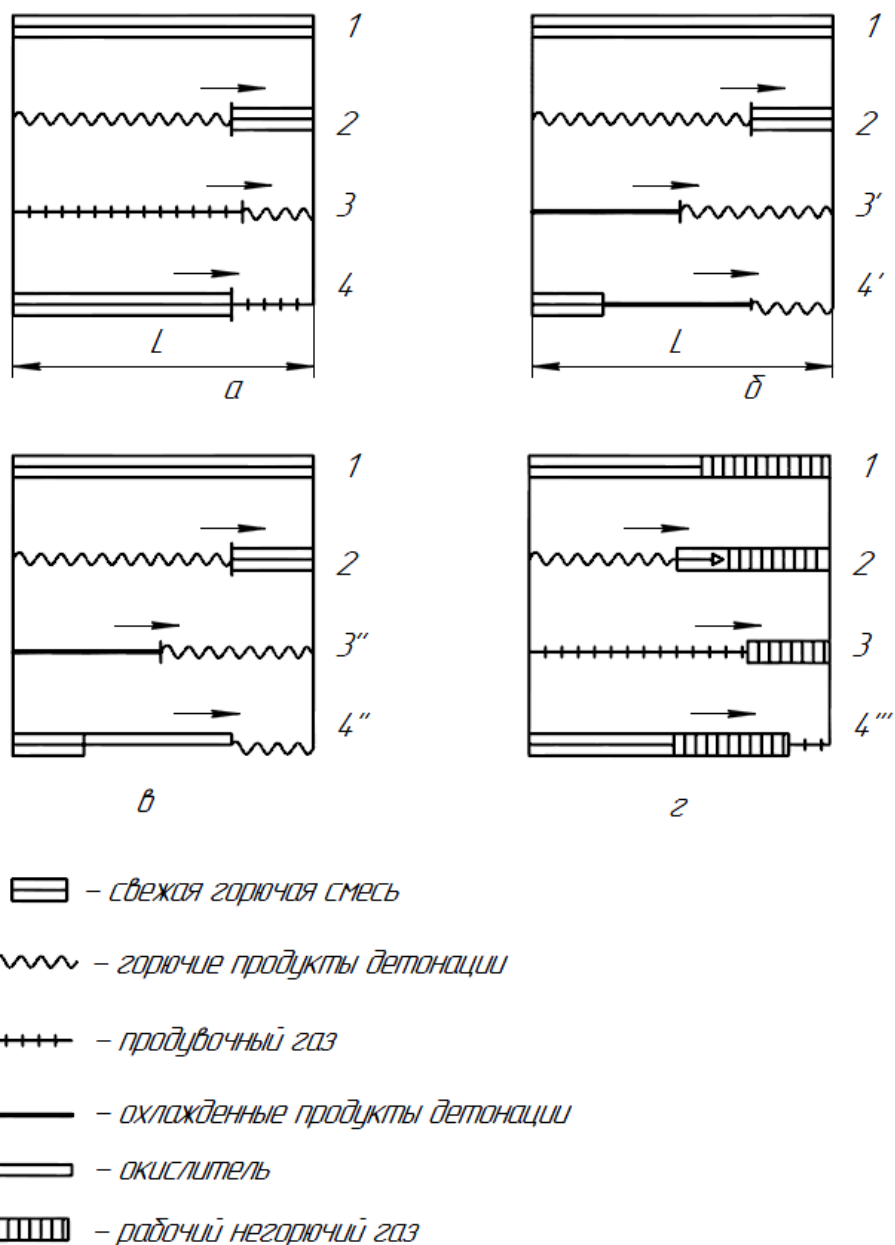 1
1
2
2
3
3'
4
4'
L
L
а
б
1
1
2
2
3"
3
4"
4'''
в
г
– свежая горючая смесь
– горючие продукты детонации
– продувочный газ
– охлажденные продукты детонации
– окислитель
– рабочий негорючий газ